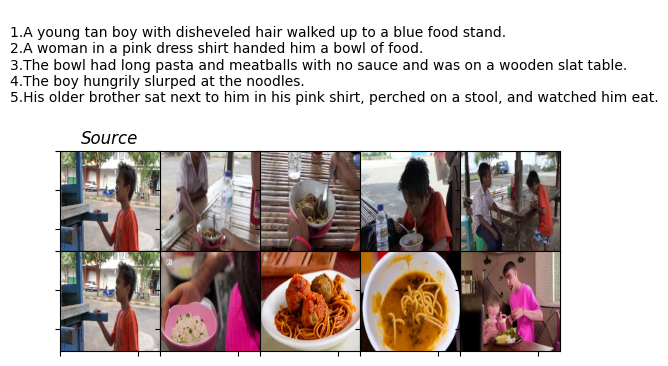 1.A young tan boy with disheveled hair walked up to a blue food stand.
2.A woman in a pink dress shirt handed him a bowl of food.
3.The bowl had long pasta and meatballs with no sauce and was on a wooden slat table.
4.The boy hungrily slurped at the noodles.
5.His older brother sat next to him in his pink shirt, perched on a stool, and watched him eat.
Source